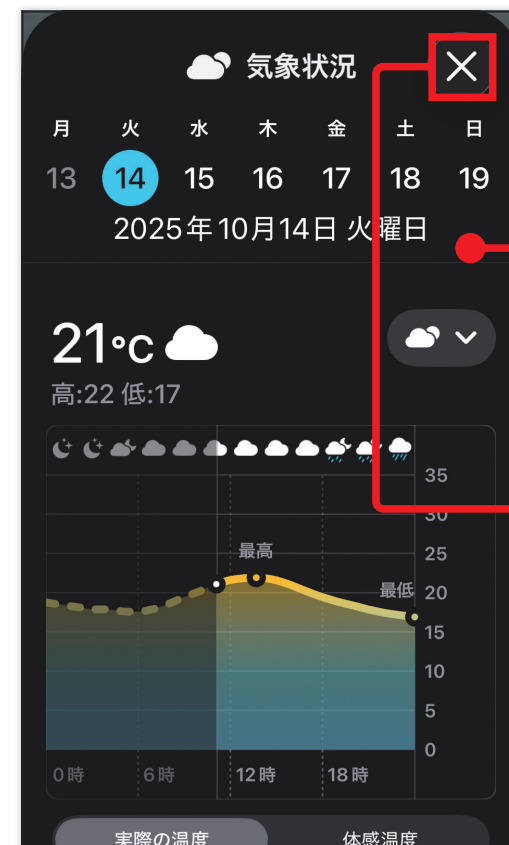 気象状況
月 火 水 木 金 土 日
13 14 15 16 17 18 19
2025年10月14日 火曜日
21°C
高:22 低:17
35
30
最高
25
最低 20
15
10
5
0
0時 6時 12時 18時
実際の温度 体感温度